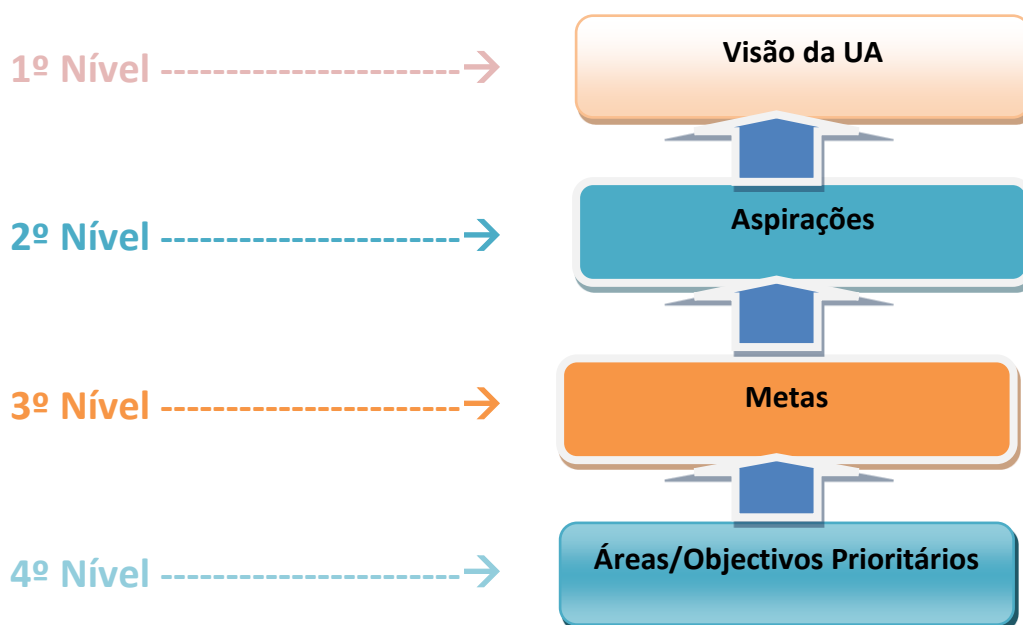 1º Nível ----------------------→ Visão da UA
2º Nível ----------------------→ Aspirações
3º Nível ----------------------→ Metas
4º Nível ----------------------→ Áreas/Objectivos Prioritários